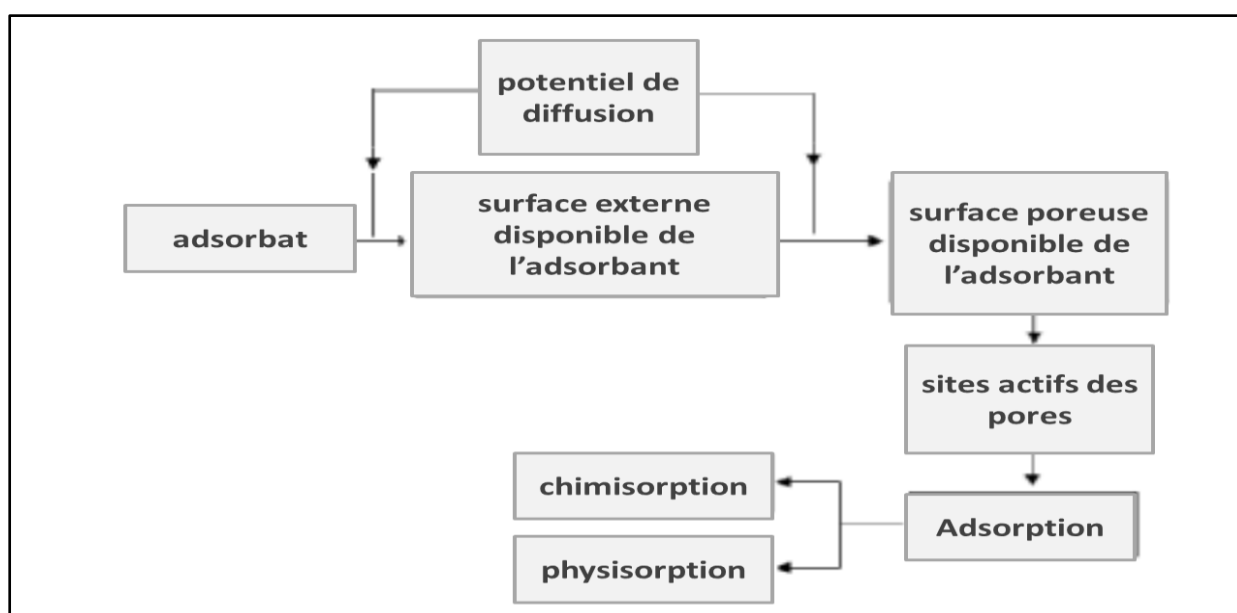 potentiel de
diffusion
adsorbat
surface externe
disponible de
l’adsorbant
surface poreuse
disponible de
l’adsorbant
sites actifs des
pores
Adsorption
chimisorption
physisorption